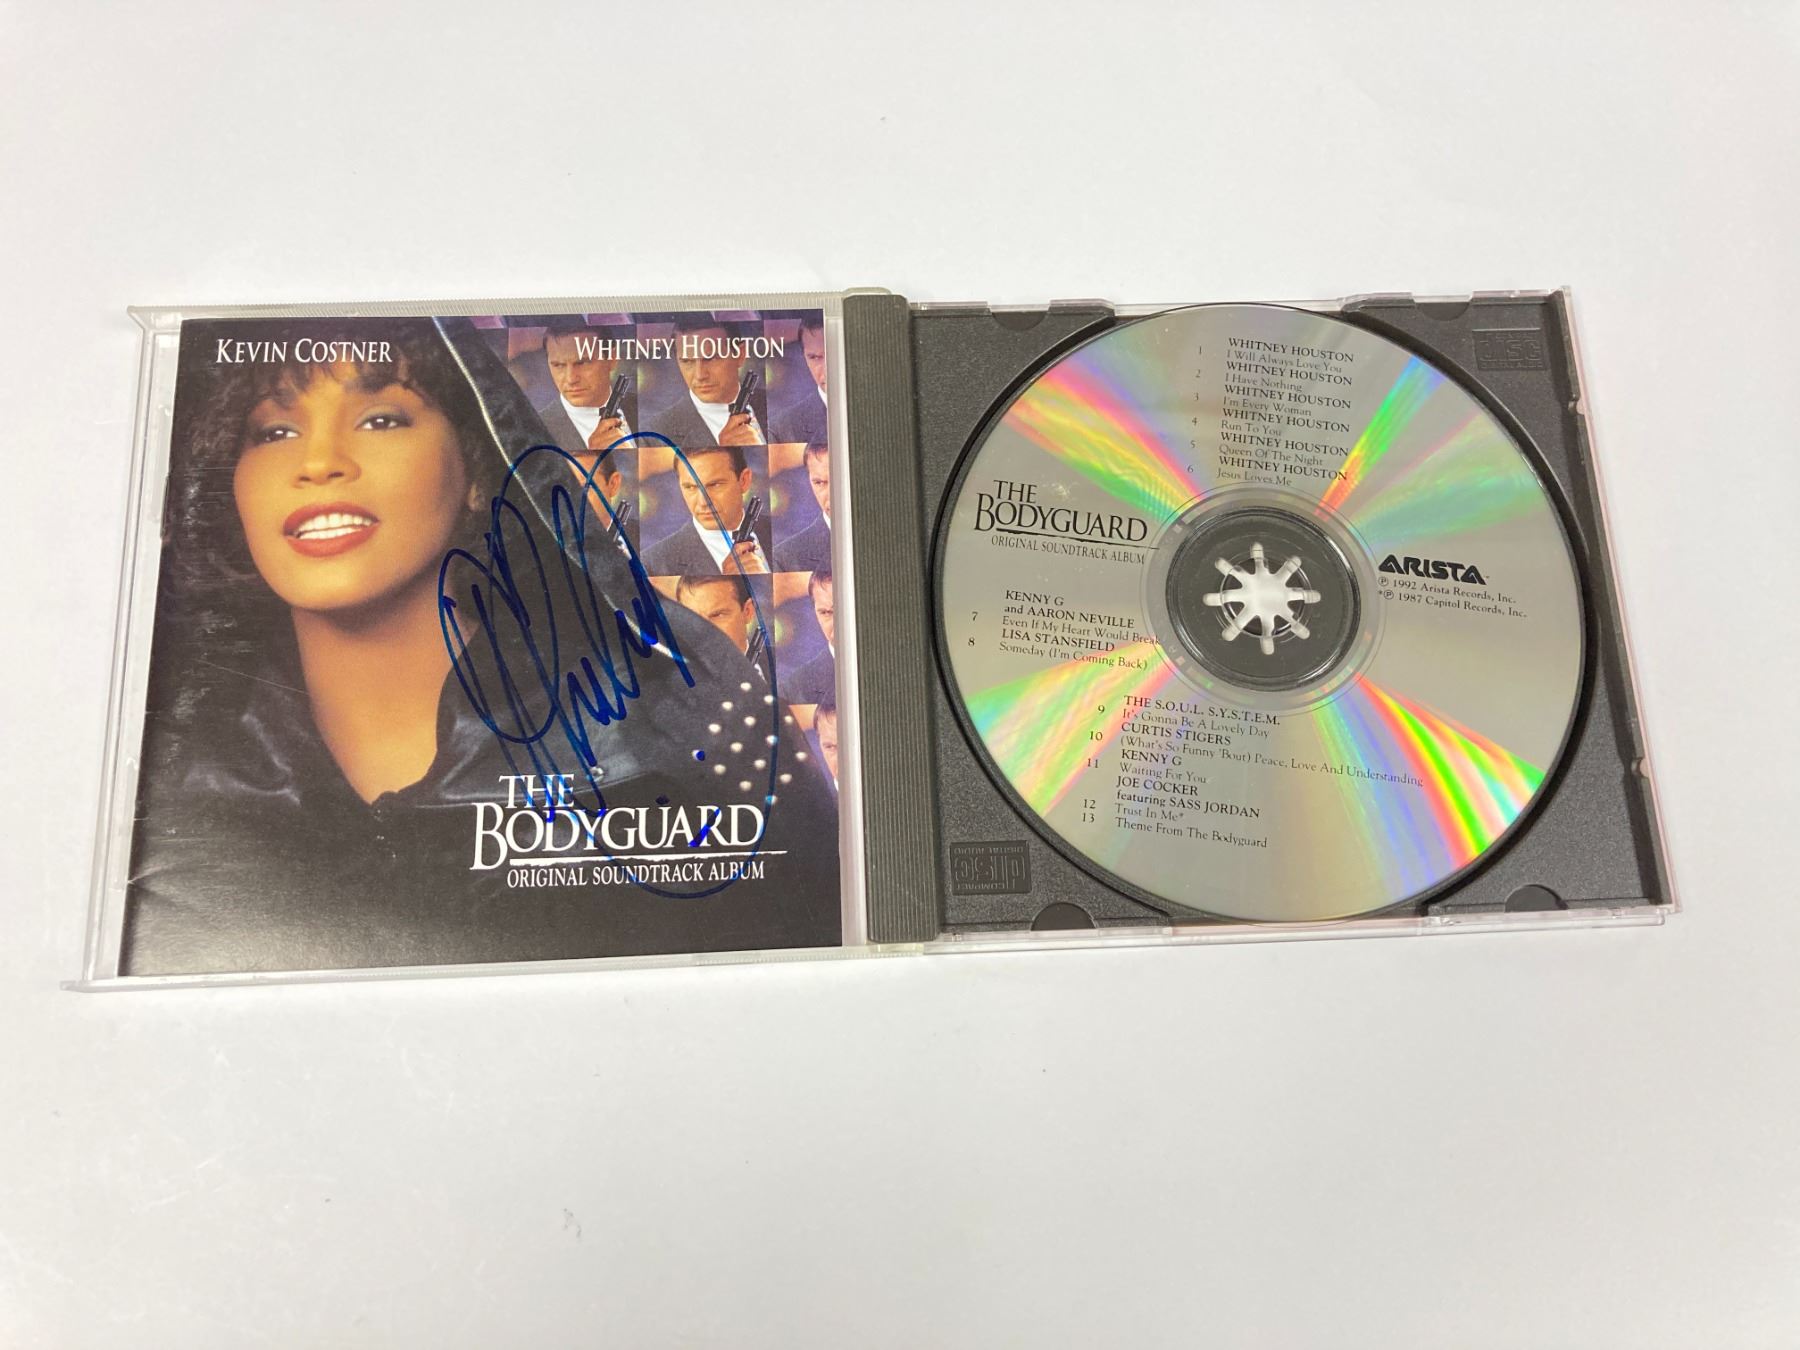 KEVIN COSTNER
WHITNEY HOUSTON
THE
BODYGUARD
ORIGINAL SOUNDTRACK ALBUM
1 WHITNEY HOUSTON
I Will Always Love You
2 WHITNEY HOUSTON
I Have Nothing
3 WHITNEY HOUSTON
I'm Every Woman
4 WHITNEY HOUSTON
Run To You
5 WHITNEY HOUSTON
Queen Of The Night
6 WHITNEY HOUSTON
Jesus Loves Me
THE
BODYGUARD
ORIGINAL SOUNDTRACK ALBUM
ARISTA
℗ 1992 Arista Records, Inc.
*℗ 1987 Capitol Records, Inc.
KENNY G
and AARON NEVILLE
7 Even If My Heart Would Break
LISA STANSFIELD
8 Someday (I'm Coming Back)
THE S.O.U.L. S.Y.S.T.E.M.
9 It's Gonna Be A Lovely Day
CURTIS STIGERS
10 (What's So Funny 'Bout) Peace, Love And Understanding
KENNY G
11 Waiting For You
JOE COCKER
featuring SASS JORDAN
12 Trust In Me*
13 Theme From The Bodyguard
COMPACT
disc
DIGITAL AUDIO